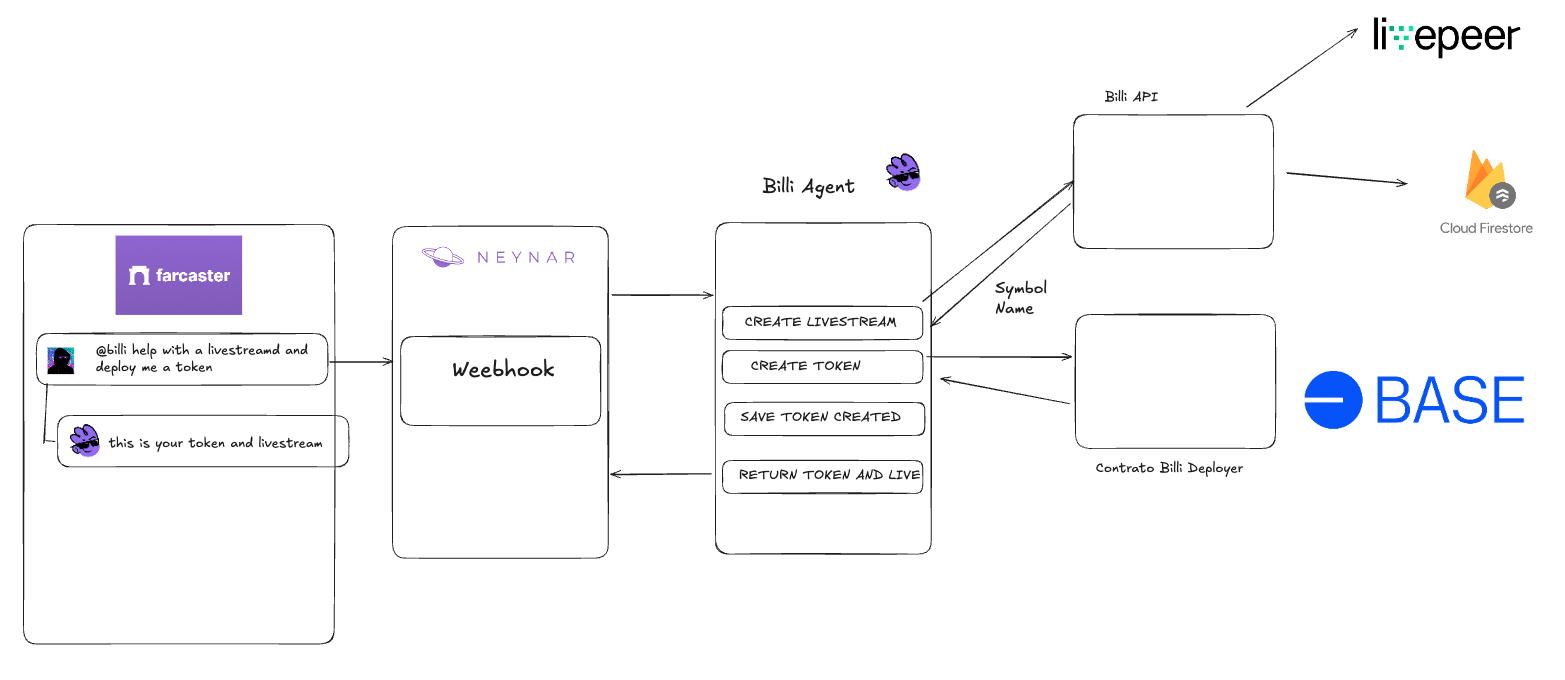 livepeer
Billi API
Billi Agent
Cloud Firestore
farcaster
NEYNAR
Symbol
Name
CREATE LIVESTREAM
@billi help with a livestreamd and
deploy me a token
Weebhook
CREATE TOKEN
BASE
SAVE TOKEN CREATED
this is your token and livestream
Contrato Billi Deployer
RETURN TOKEN AND LIVE